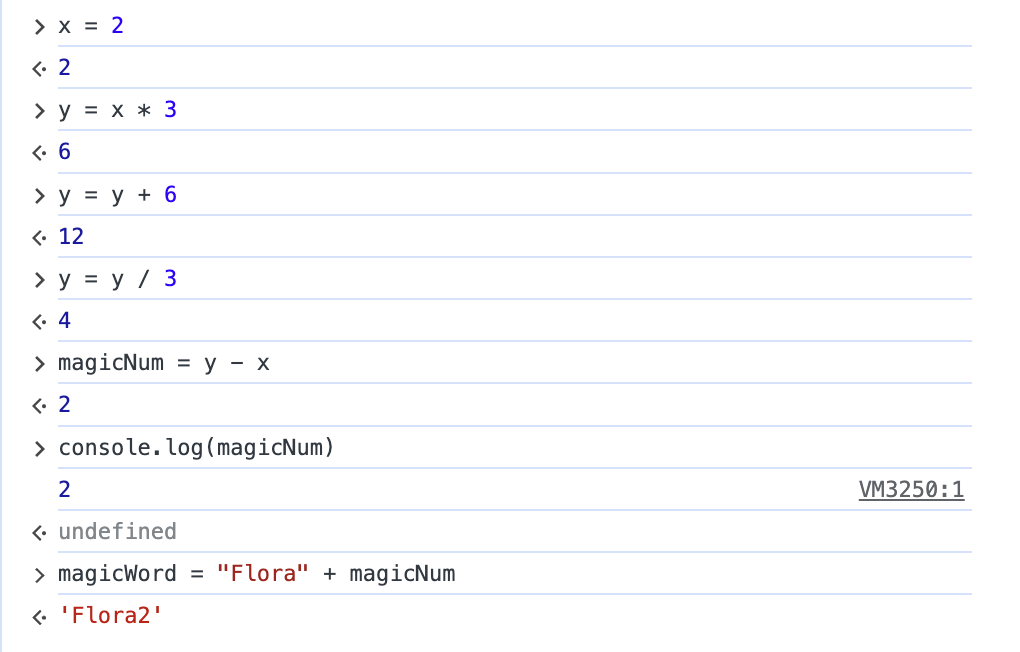 > x = 2
<· 2
> y = x * 3
<· 6
> y = y + 6
<· 12
> y = y / 3
<· 4
> magicNum = y - x
<· 2
> console.log(magicNum)
2 VM3250:1
<· undefined
> magicWord = "Flora" + magicNum
<· 'Flora2'